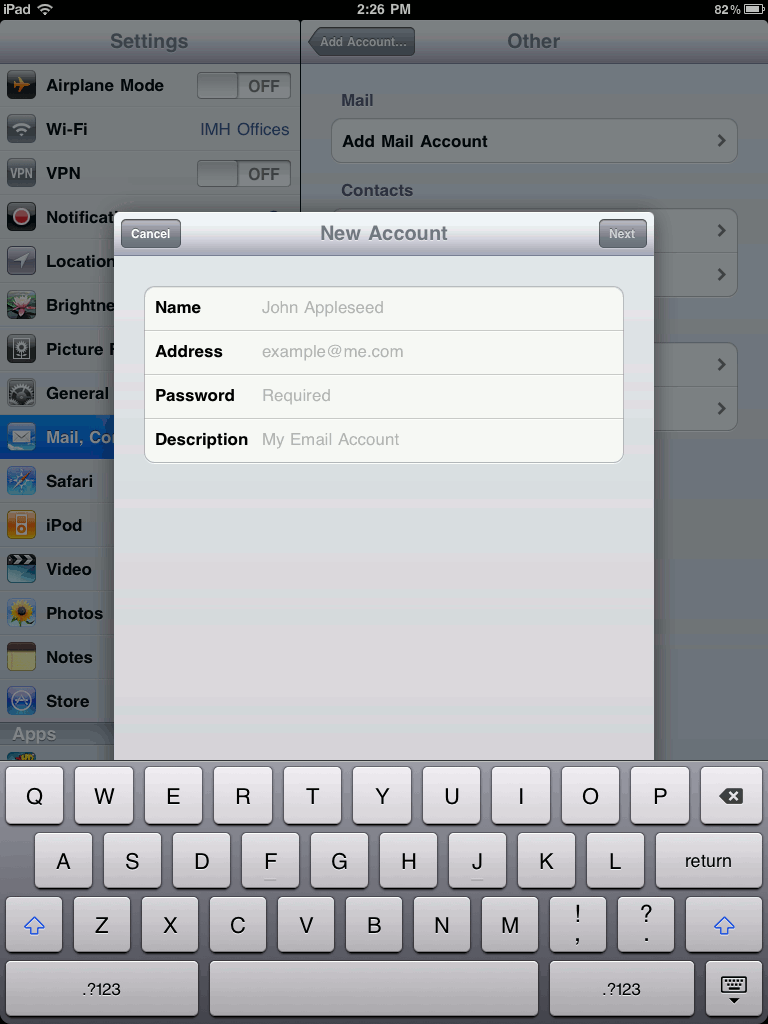 iPad 2:26 PM 82%
Settings
Add Account...
Other
Airplane Mode OFF
Wi-Fi IMH Offices
VPN VPN OFF
Notificat
Location
Brightne
Picture F
General
Mail, Co
Safari
iPod
Video
Photos
Notes
Store
Apps
Mail
Add Mail Account
Contacts
Cancel New Account Next
Name John Appleseed
Address example@me.com
Password Required
Description My Email Account
Q W E R T Y U I O P
A S D F G H J K L return
Z X C V B N M ! , ? .
.?123 .?123